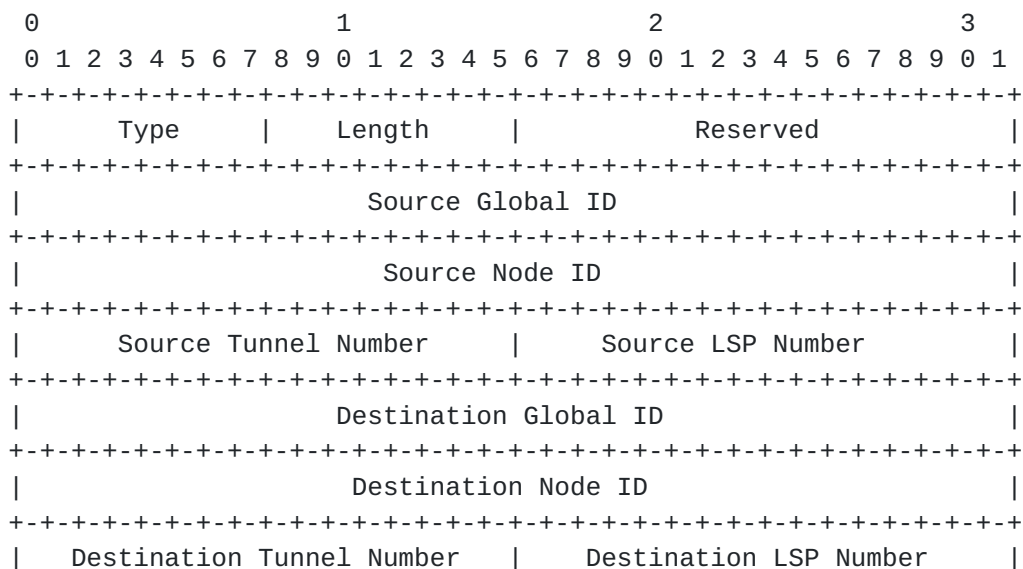 0                   1                   2                   3
 0 1 2 3 4 5 6 7 8 9 0 1 2 3 4 5 6 7 8 9 0 1 2 3 4 5 6 7 8 9 0 1
+-+-+-+-+-+-+-+-+-+-+-+-+-+-+-+-+-+-+-+-+-+-+-+-+-+-+-+-+-+-+-+-+
|      Type     |    Length     |           Reserved            |
+-+-+-+-+-+-+-+-+-+-+-+-+-+-+-+-+-+-+-+-+-+-+-+-+-+-+-+-+-+-+-+-+
|                      Source Global ID                         |
+-+-+-+-+-+-+-+-+-+-+-+-+-+-+-+-+-+-+-+-+-+-+-+-+-+-+-+-+-+-+-+-+
|                       Source Node ID                          |
+-+-+-+-+-+-+-+-+-+-+-+-+-+-+-+-+-+-+-+-+-+-+-+-+-+-+-+-+-+-+-+-+
|      Source Tunnel Number     |     Source LSP Number         |
+-+-+-+-+-+-+-+-+-+-+-+-+-+-+-+-+-+-+-+-+-+-+-+-+-+-+-+-+-+-+-+-+
|                    Destination Global ID                      |
+-+-+-+-+-+-+-+-+-+-+-+-+-+-+-+-+-+-+-+-+-+-+-+-+-+-+-+-+-+-+-+-+
|                     Destination Node ID                       |
+-+-+-+-+-+-+-+-+-+-+-+-+-+-+-+-+-+-+-+-+-+-+-+-+-+-+-+-+-+-+-+-+
|   Destination Tunnel Number   |    Destination LSP Number     |